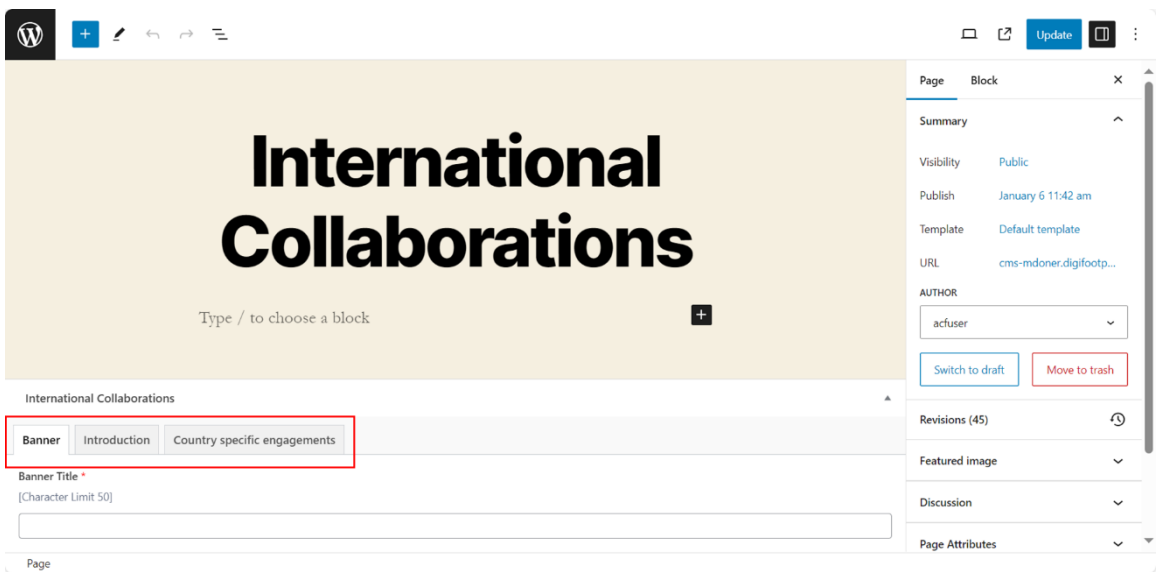 Update
International
Collaborations
Type / to choose a block
Page Block
Summary
Visibility Public
Publish January 6 11:42 am
Template Default template
URL cms-mdoner.digifootp...
AUTHOR
acfuser
Switch to draft Move to trash
Revisions (45)
Featured image
Discussion
Page Attributes
International Collaborations
Banner Introduction Country specific engagements
Banner Title *
[Character Limit 50]
Page